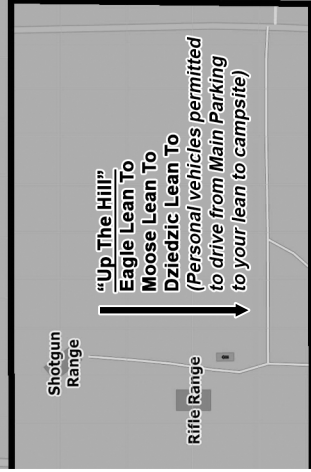 "Up The Hill"
Eagle Lean To
Moose Lean To
Dziedzic Lean To
(Personal vehicles permitted
to drive from Main Parking
to your lean to campsite)
Shotgun
Range
Rifle Range